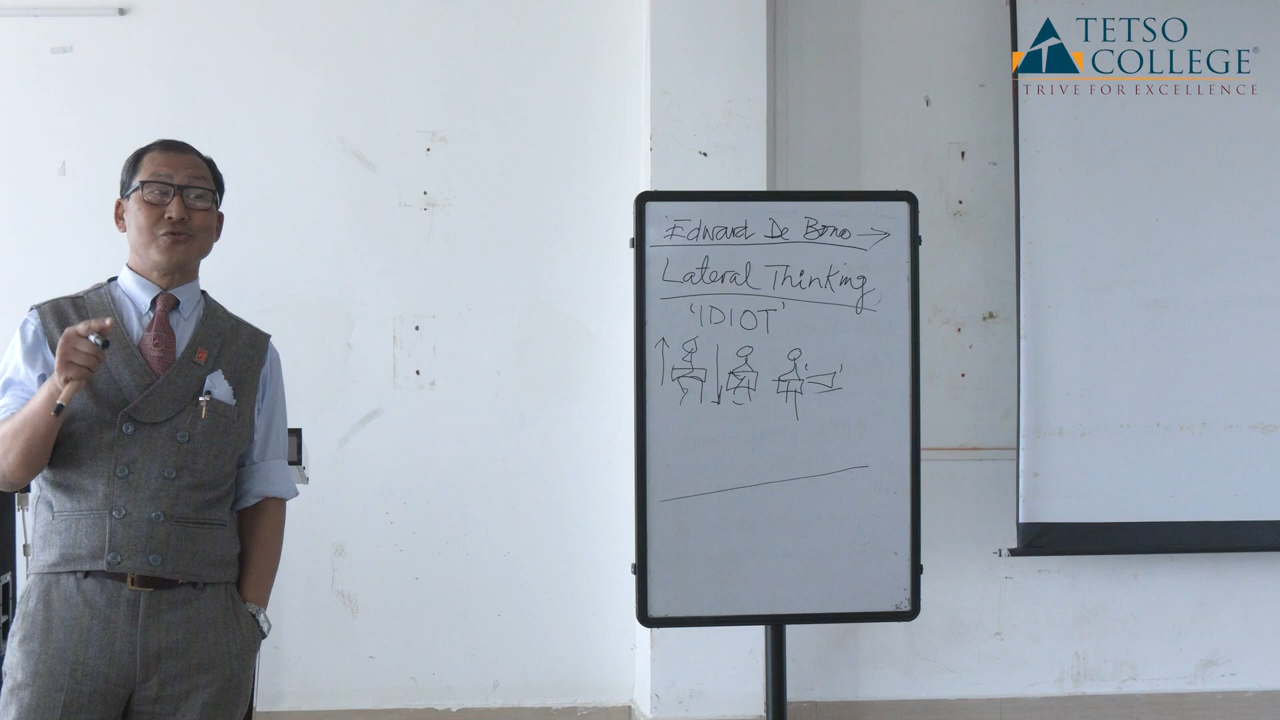 TETSO
COLLEGE®
TRIVE FOR EXCELLENCE
Edward De Bono →
Lateral Thinking
'IDIOT'